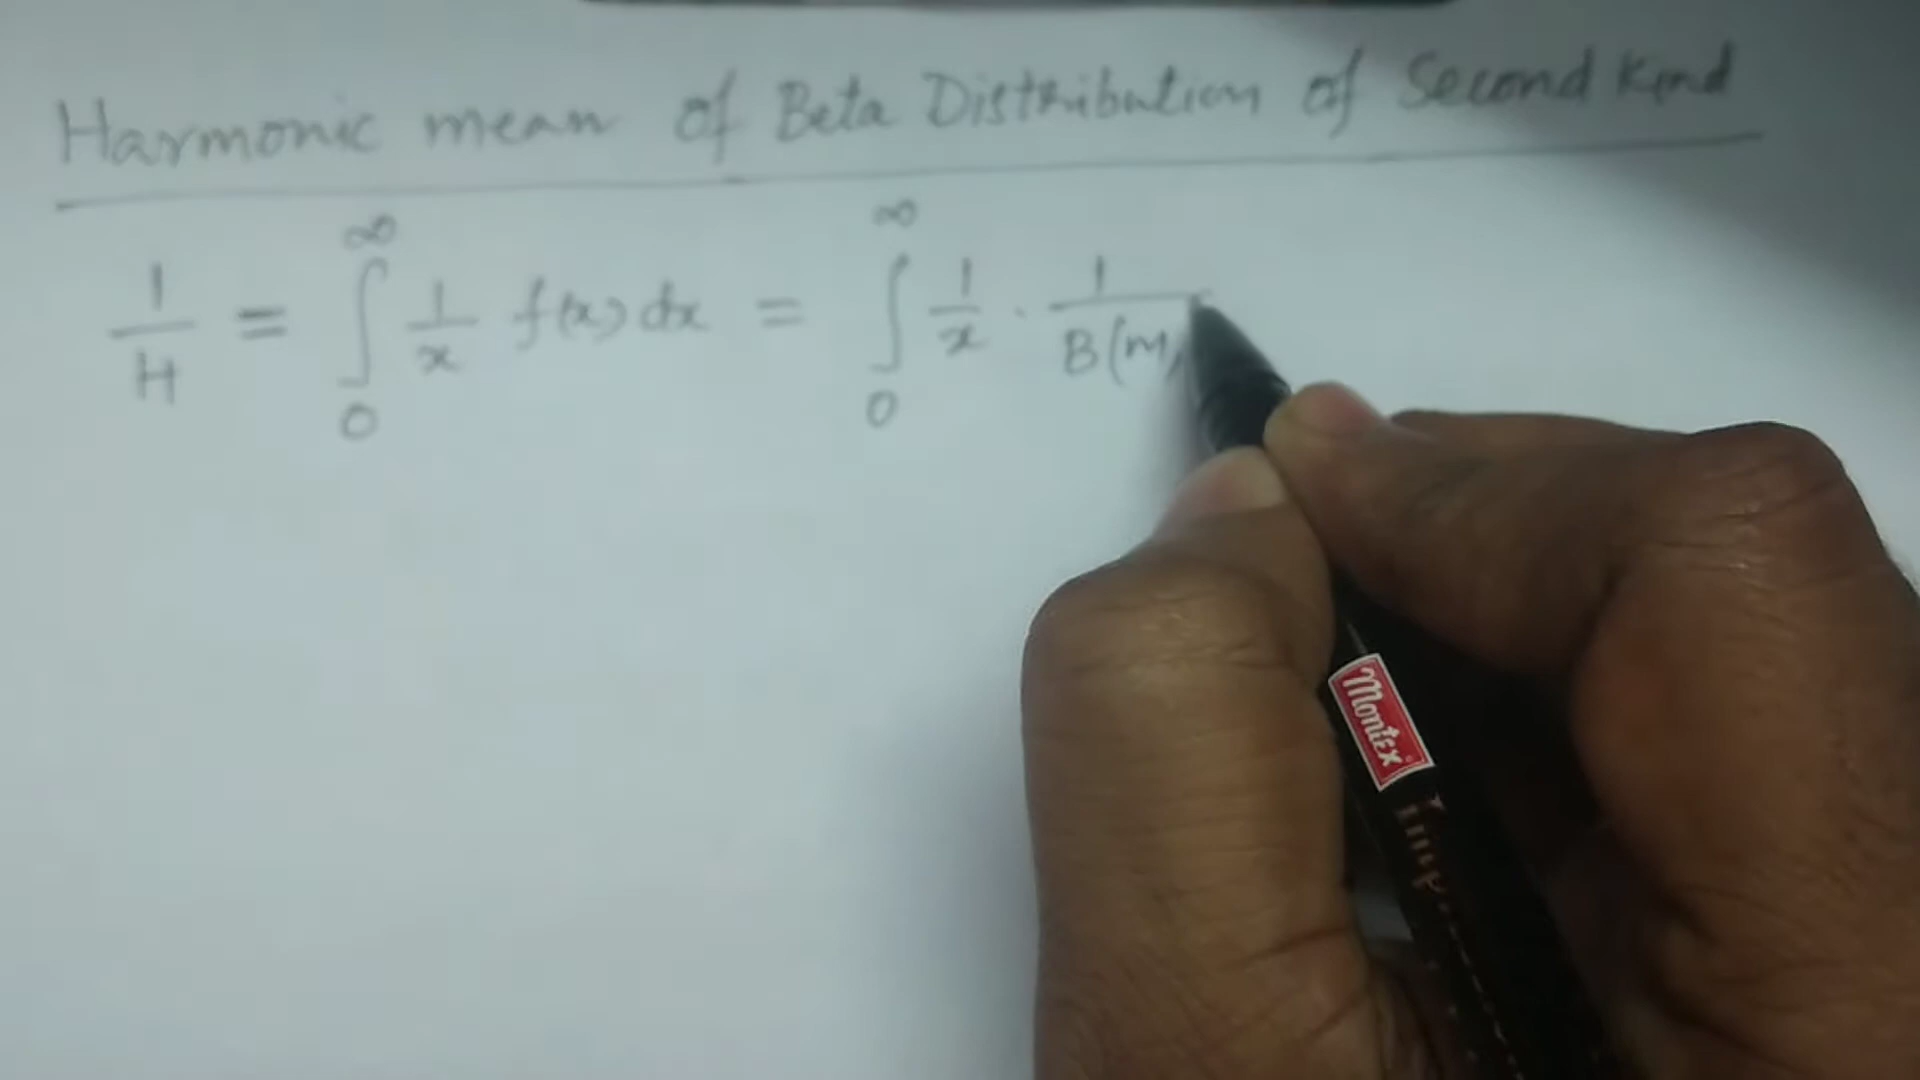 Harmonic mean of Beta Distribution of Second Kind
1/H = ∫₀^∞ 1/x f(x) dx = ∫₀^∞ 1/x · 1/B(m,
Montex